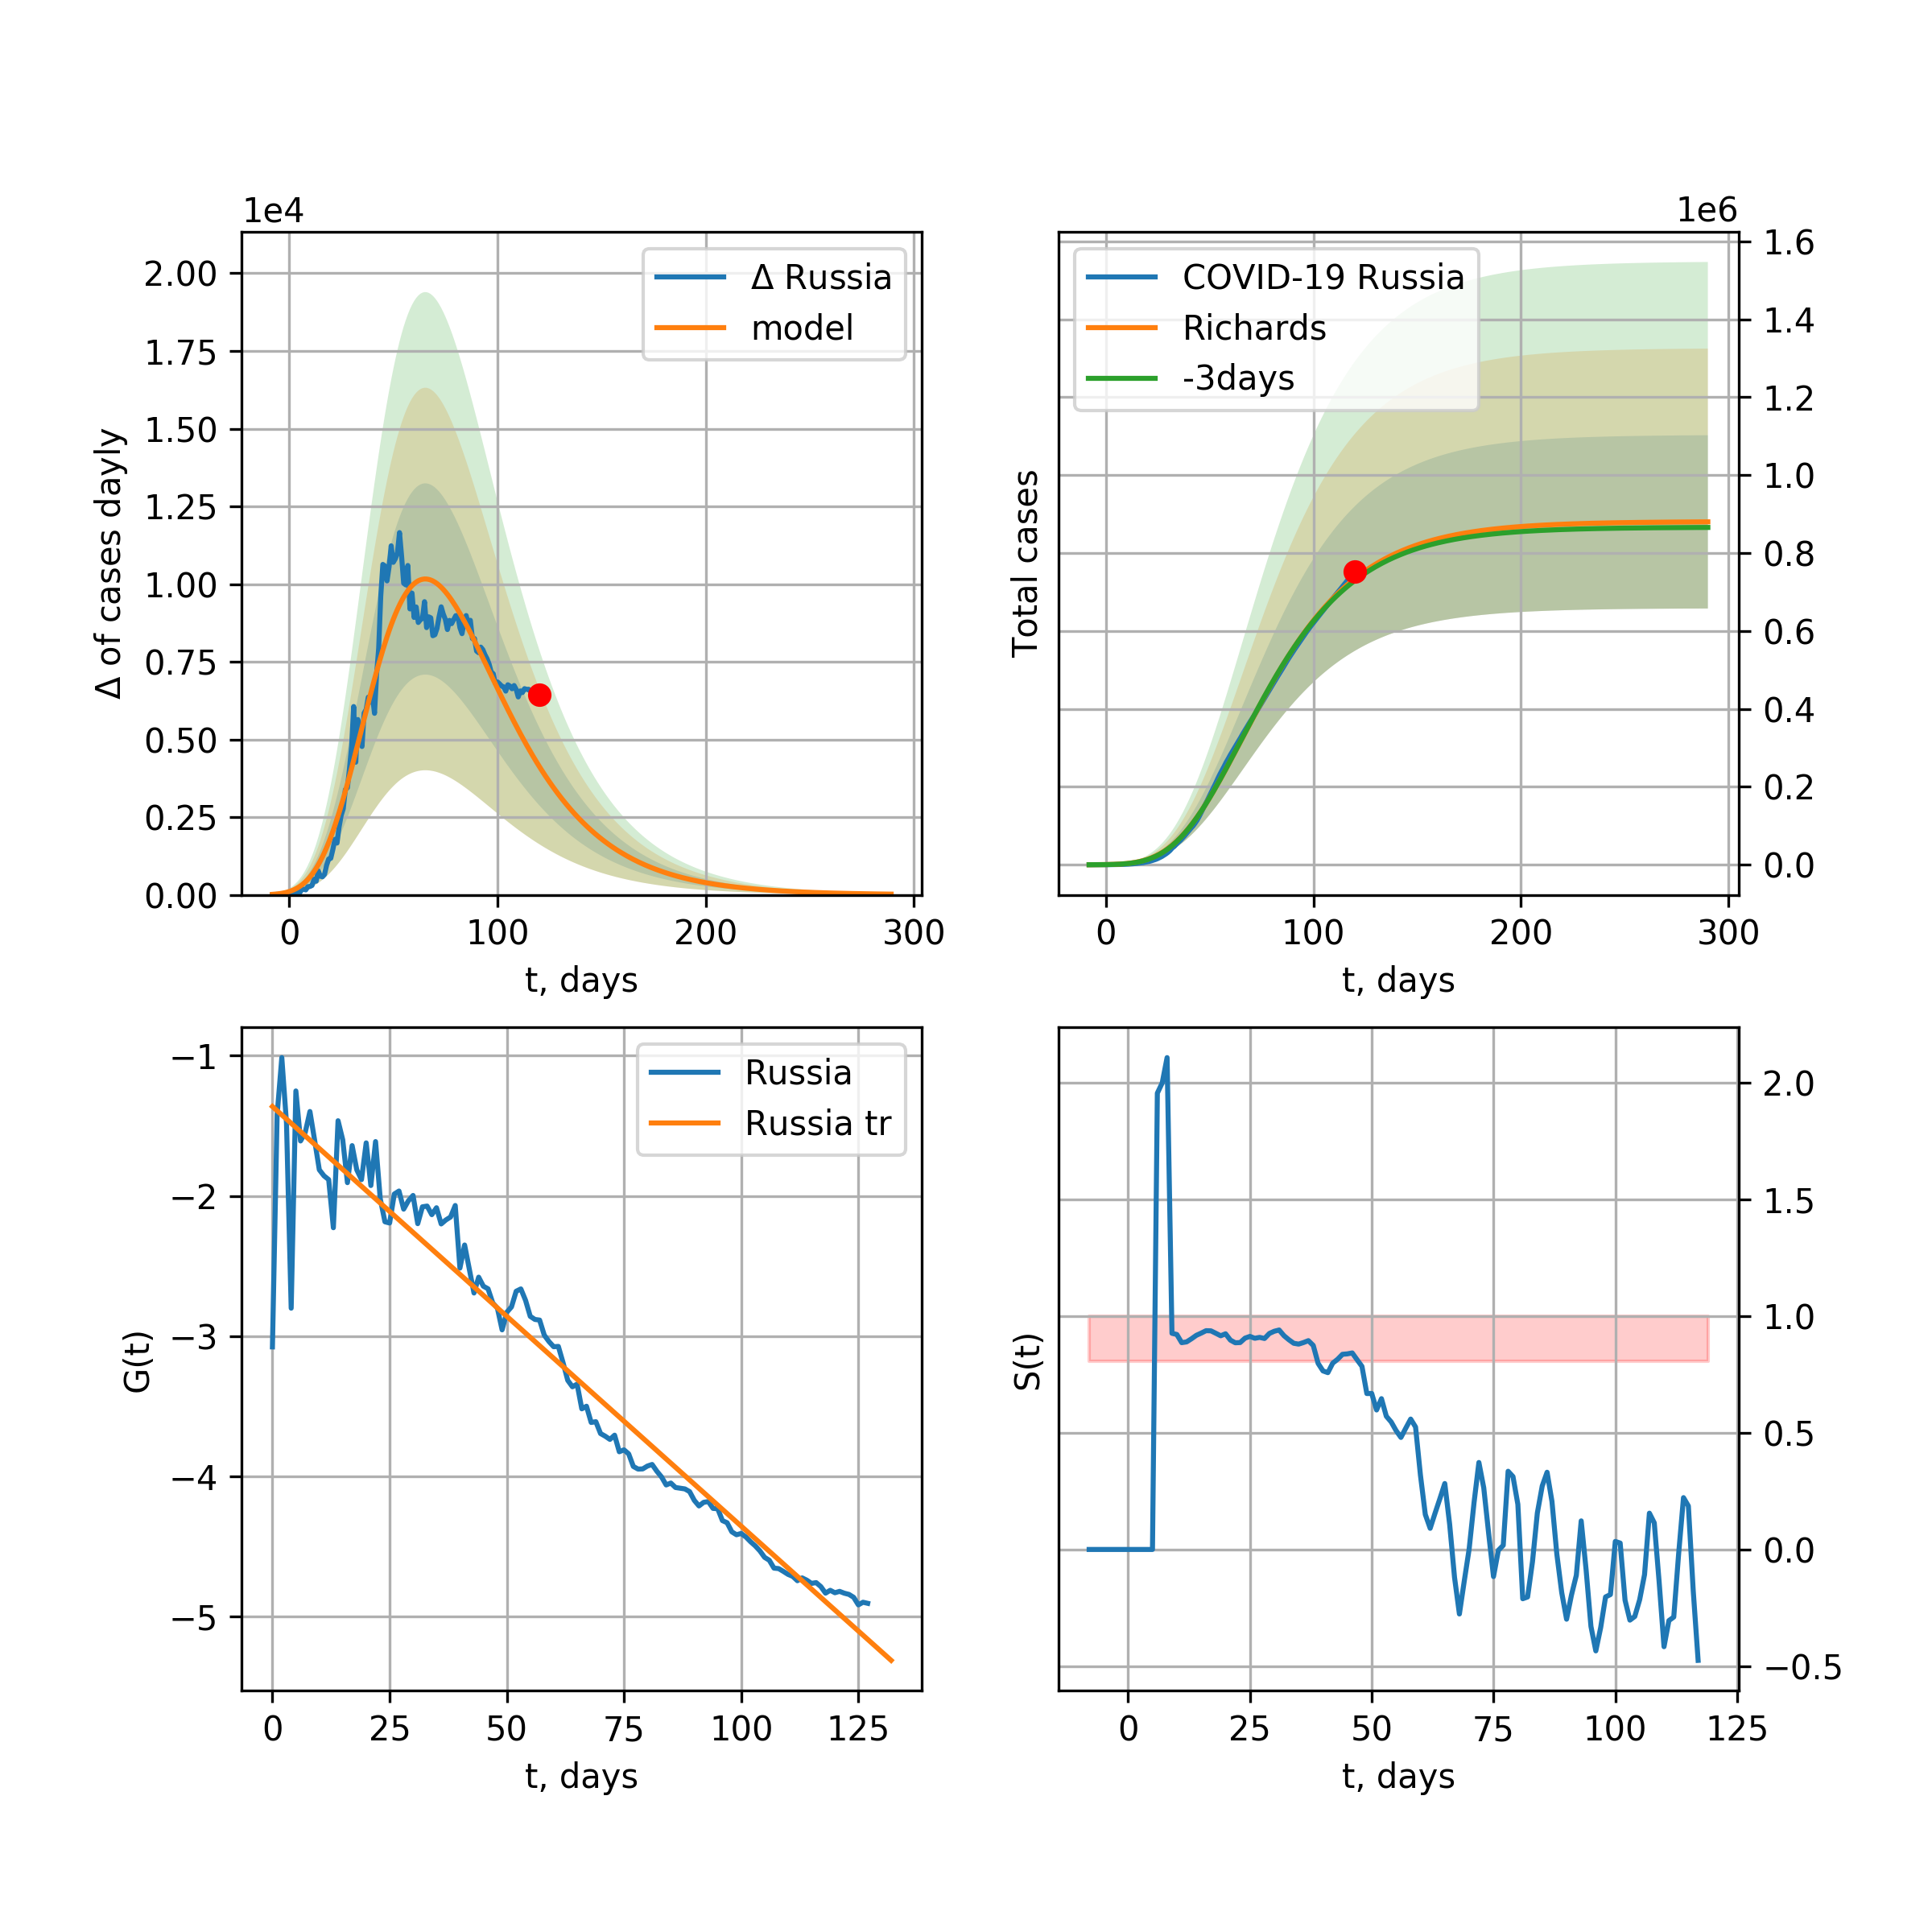 1e4
Δ of cases dayly
2.00
1.75
1.50
1.25
1.00
0.75
0.50
0.25
0.00
0 100 200 300
t, days
Δ Russia
model
1e6
Total cases
1.6
1.4
1.2
1.0
0.8
0.6
0.4
0.2
0.0
0 100 200 300
t, days
COVID-19 Russia
Richards
-3days
G(t)
−1
−2
−3
−4
−5
0 25 50 75 100 125
t, days
Russia
Russia tr
S(t)
2.0
1.5
1.0
0.5
0.0
−0.5
0 25 50 75 100 125
t, days